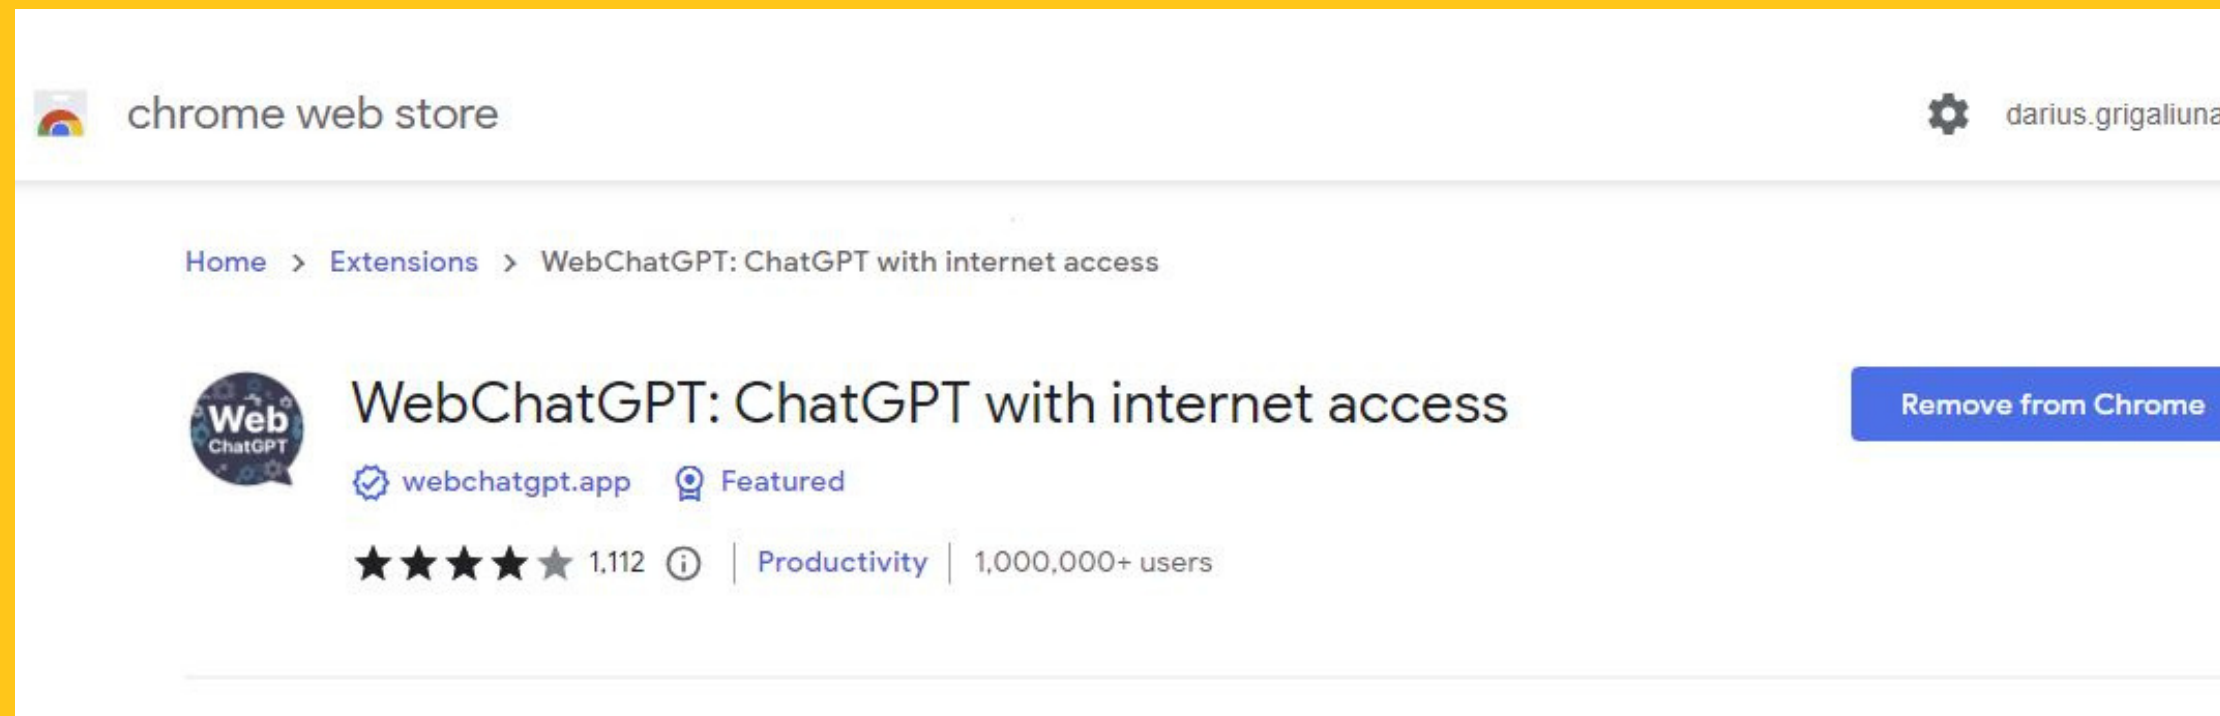 chrome web store
darius.grigaliuna
Home > Extensions > WebChatGPT: ChatGPT with internet access
Web
ChatGPT
WebChatGPT: ChatGPT with internet access
Remove from Chrome
webchatgpt.app Featured
1,112 | Productivity | 1,000,000+ users